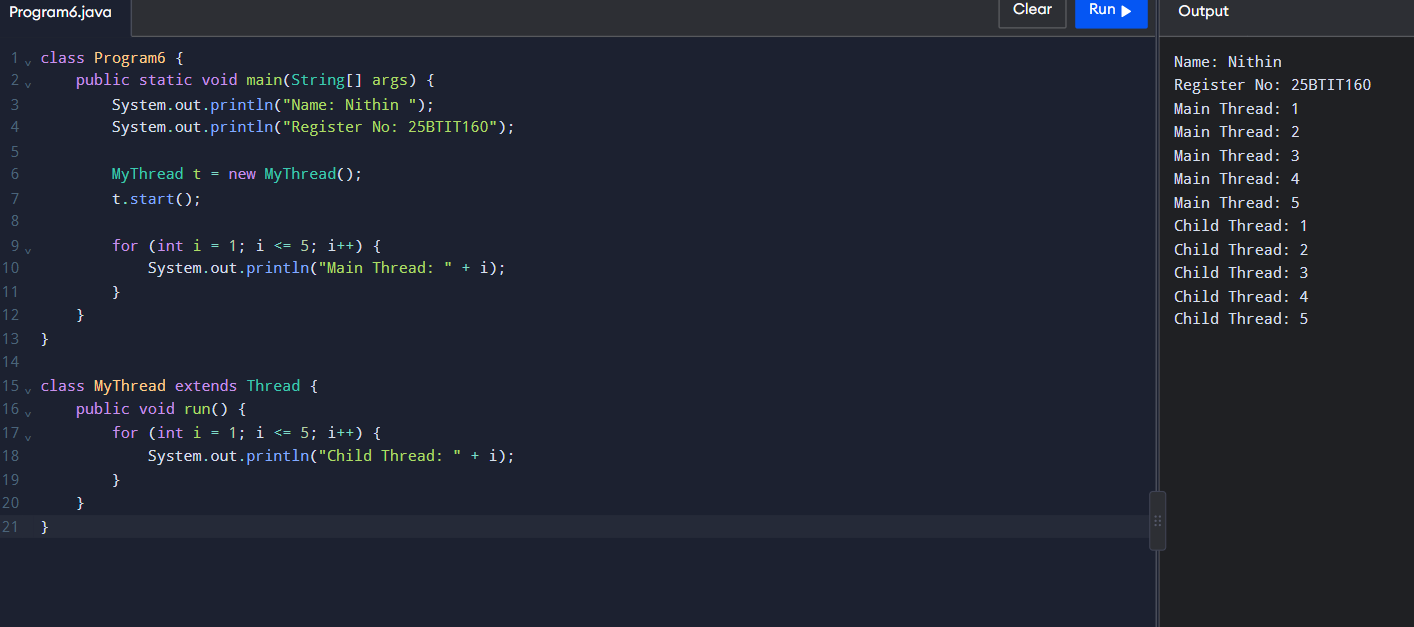 Program6.java
Clear
Run
Output
1 class Program6 {
2     public static void main(String[] args) {
3         System.out.println("Name: Nithin ");
4         System.out.println("Register No: 25BTIT160");
5
6         MyThread t = new MyThread();
7         t.start();
8
9         for (int i = 1; i <= 5; i++) {
10             System.out.println("Main Thread: " + i);
11         }
12     }
13 }
14
15 class MyThread extends Thread {
16     public void run() {
17         for (int i = 1; i <= 5; i++) {
18             System.out.println("Child Thread: " + i);
19         }
20     }
21 }
Name: Nithin
Register No: 25BTIT160
Main Thread: 1
Main Thread: 2
Main Thread: 3
Main Thread: 4
Main Thread: 5
Child Thread: 1
Child Thread: 2
Child Thread: 3
Child Thread: 4
Child Thread: 5